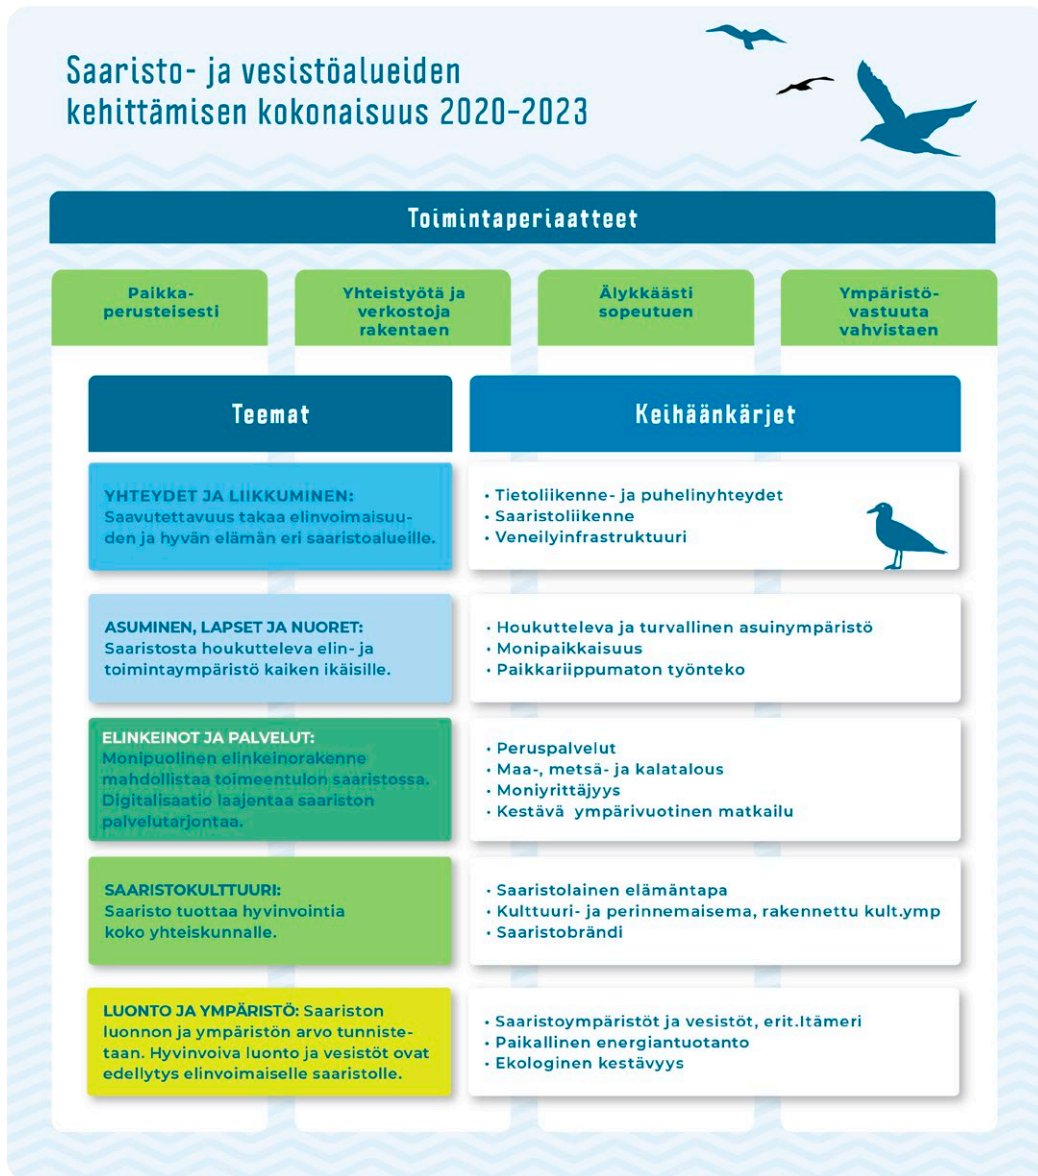 Saaristo- ja vesistöalueiden
kehittämisen kokonaisuus 2020–2023
Toimintaperiaatteet
Paikka-
perusteisesti
Yhteistyötä ja
verkostoja
rakentaen
Älykkäästi
sopeutuen
Ympäristö-
vastuuta
vahvistaen
Teemat
Keihäänkärjet
YHTEYDET JA LIIKKUMINEN:
Saavutettavuus takaa elinvoimaisuu-
den ja hyvän elämän eri saaristoalueille.
• Tietoliikenne- ja puhelinyhteydet
• Saaristoliikenne
• Veneilyinfrastruktuuri
ASUMINEN, LAPSET JA NUORET:
Saaristosta houkutteleva elin- ja
toimintaympäristö kaiken ikäisille.
• Houkutteleva ja turvallinen asuinympäristö
• Monipaikkaisuus
• Paikkariippumaton työnteko
ELINKEINOT JA PALVELUT:
Monipuolinen elinkeinorakenne
mahdollistaa toimeentulon saaristossa.
Digitalisaatio laajentaa saariston
palvelutarjontaa.
• Peruspalvelut
• Maa-, metsä- ja kalatalous
• Moniyrittäjyys
• Kestävä ympärivuotinen matkailu
SAARISTOKULTTUURI:
Saaristo tuottaa hyvinvointia
koko yhteiskunnalle.
• Saaristolainen elämäntapa
• Kulttuuri- ja perinnemaisema, rakennettu kult.ymp
• Saaristobrändi
LUONTO JA YMPÄRISTÖ: Saariston
luonnon ja ympäristön arvo tunniste-
taan. Hyvinvoiva luonto ja vesistöt ovat
edellytys elinvoimaiselle saaristolle.
• Saaristoympäristöt ja vesistöt, erit.Itämeri
• Paikallinen energiantuotanto
• Ekologinen kestävyys